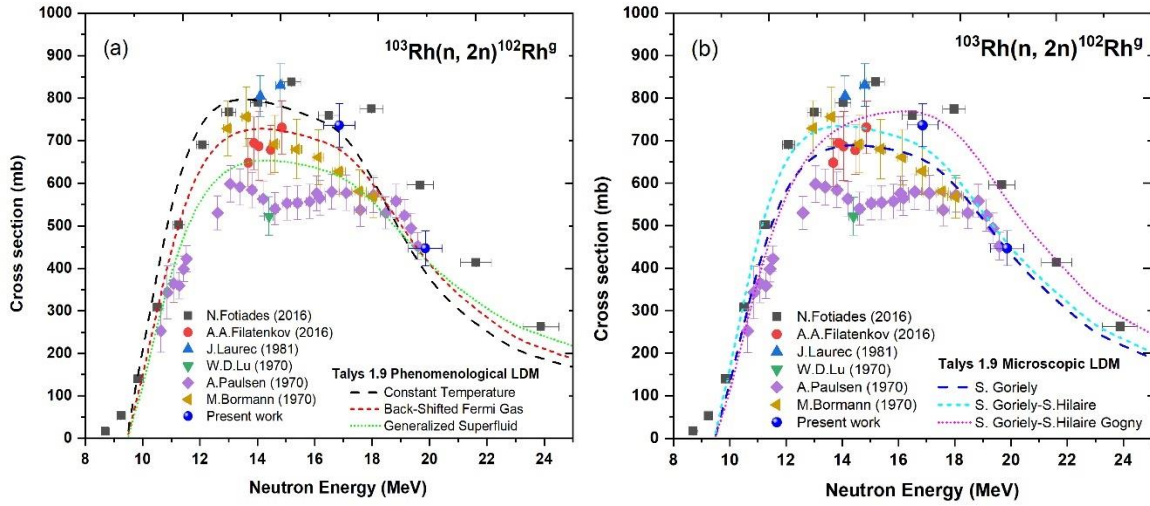 (a)
¹⁰³Rh(n, 2n)¹⁰²Rhᵍ
Cross section (mb)
1000
900
800
700
600
500
400
300
200
100
0
N.Fotiades (2016)
A.A.Filatenkov (2016)
J.Laurec (1981)
W.D.Lu (1970)
A.Paulsen (1970)
M.Bormann (1970)
Present work
Talys 1.9 Phenomenological LDM
Constant Temperature
Back-Shifted Fermi Gas
Generalized Superfluid
8 10 12 14 16 18 20 22 24
Neutron Energy (MeV)
(b)
¹⁰³Rh(n, 2n)¹⁰²Rhᵍ
Cross section (mb)
1000
900
800
700
600
500
400
300
200
100
0
N.Fotiades (2016)
A.A.Filatenkov (2016)
J.Laurec (1981)
W.D.Lu (1970)
A.Paulsen (1970)
M.Bormann (1970)
Present work
Talys 1.9 Microscopic LDM
S. Goriely
S. Goriely-S.Hilaire
S. Goriely-S.Hilaire Gogny
8 10 12 14 16 18 20 22 24
Neutron Energy (MeV)